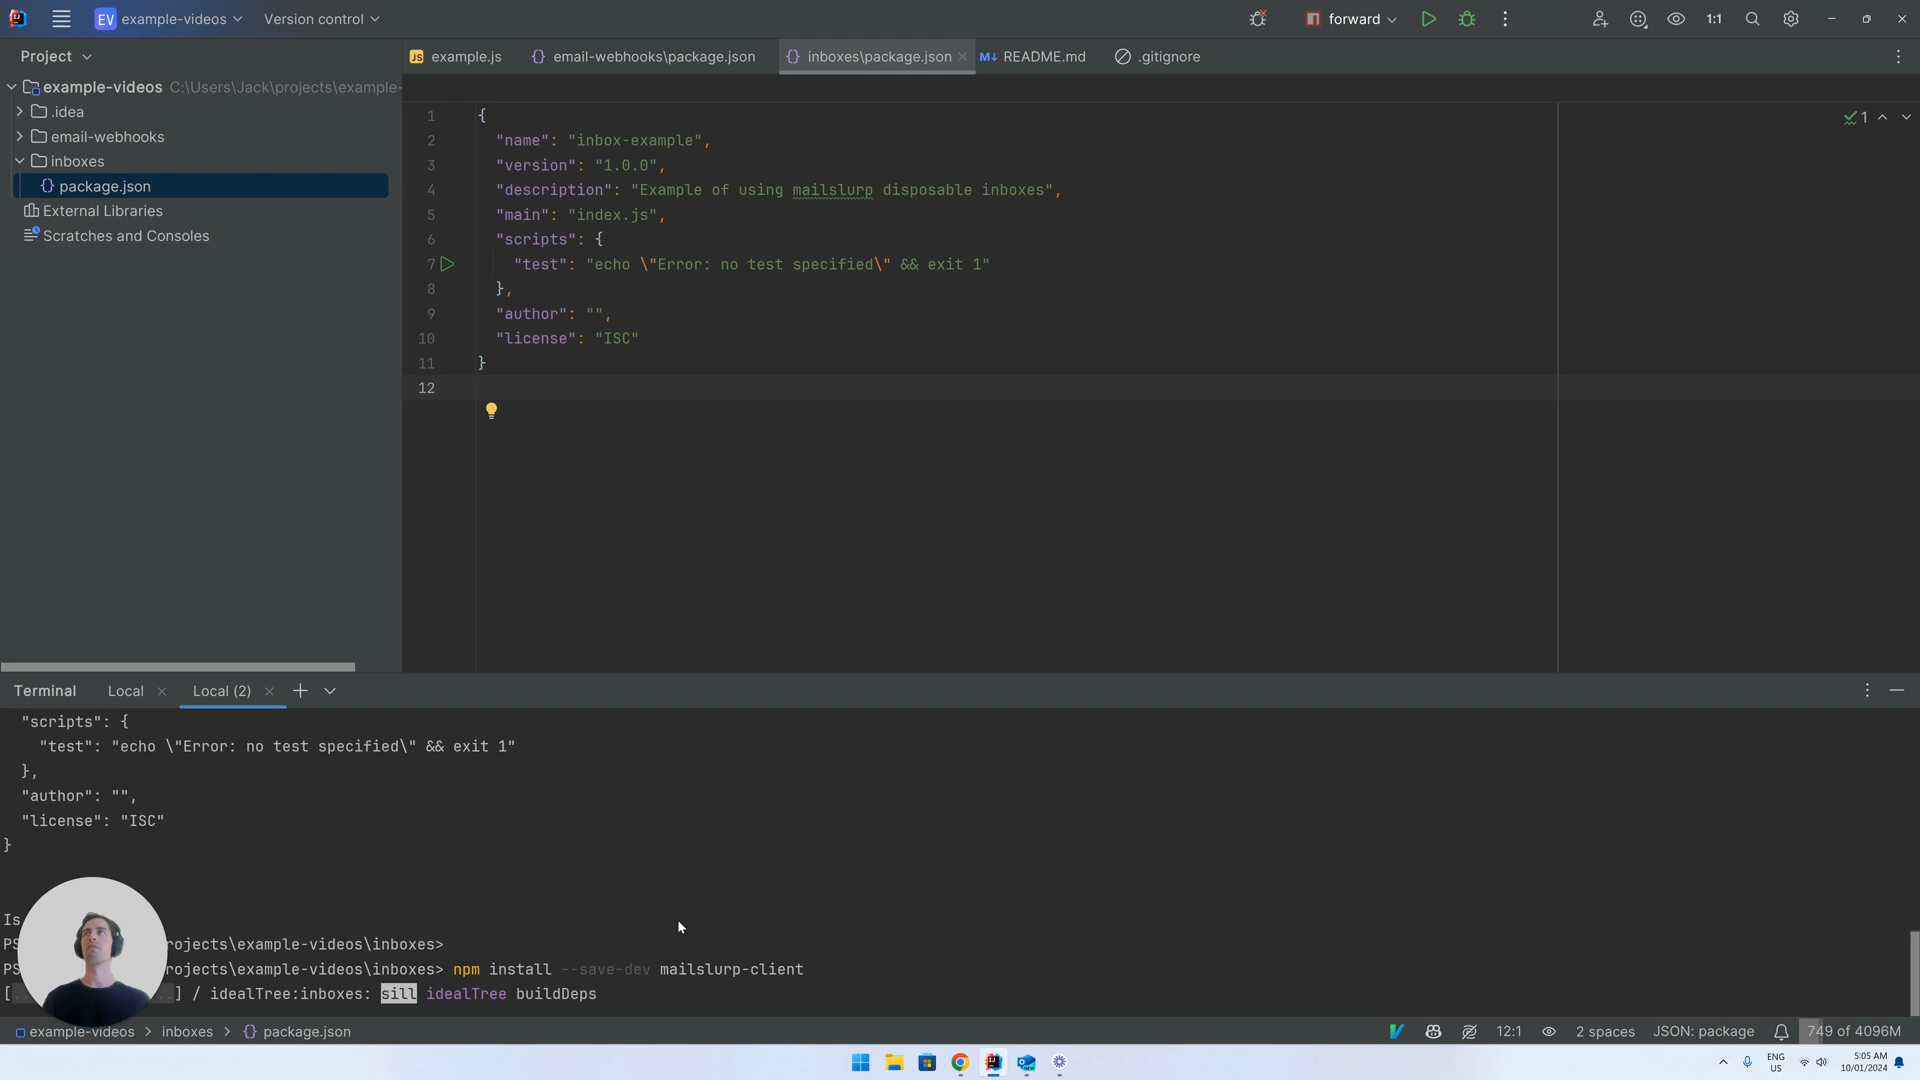 EV example-videos Version control forward 1:1
Project
example.js email-webhooks\package.json inboxes\package.json README.md .gitignore
example-videos C:\Users\Jack\projects\example-
.idea
email-webhooks
inboxes
package.json
External Libraries
Scratches and Consoles
1 {
2 "name": "inbox-example",
3 "version": "1.0.0",
4 "description": "Example of using mailslurp disposable inboxes",
5 "main": "index.js",
6 "scripts": {
7 "test": "echo \"Error: no test specified\" && exit 1"
8 },
9 "author": "",
10 "license": "ISC"
11 }
12
1
Terminal Local Local (2)
"scripts": {
"test": "echo \"Error: no test specified\" && exit 1"
},
"author": "",
"license": "ISC"
}
Is
PS rojects\example-videos\inboxes>
PS rojects\example-videos\inboxes> npm install --save-dev mailslurp-client
[ ..] / idealTree:inboxes: sill idealTree buildDeps
example-videos > inboxes > package.json 12:1 2 spaces JSON: package 749 of 4096M
ENG
US
5:05 AM
10/01/2024